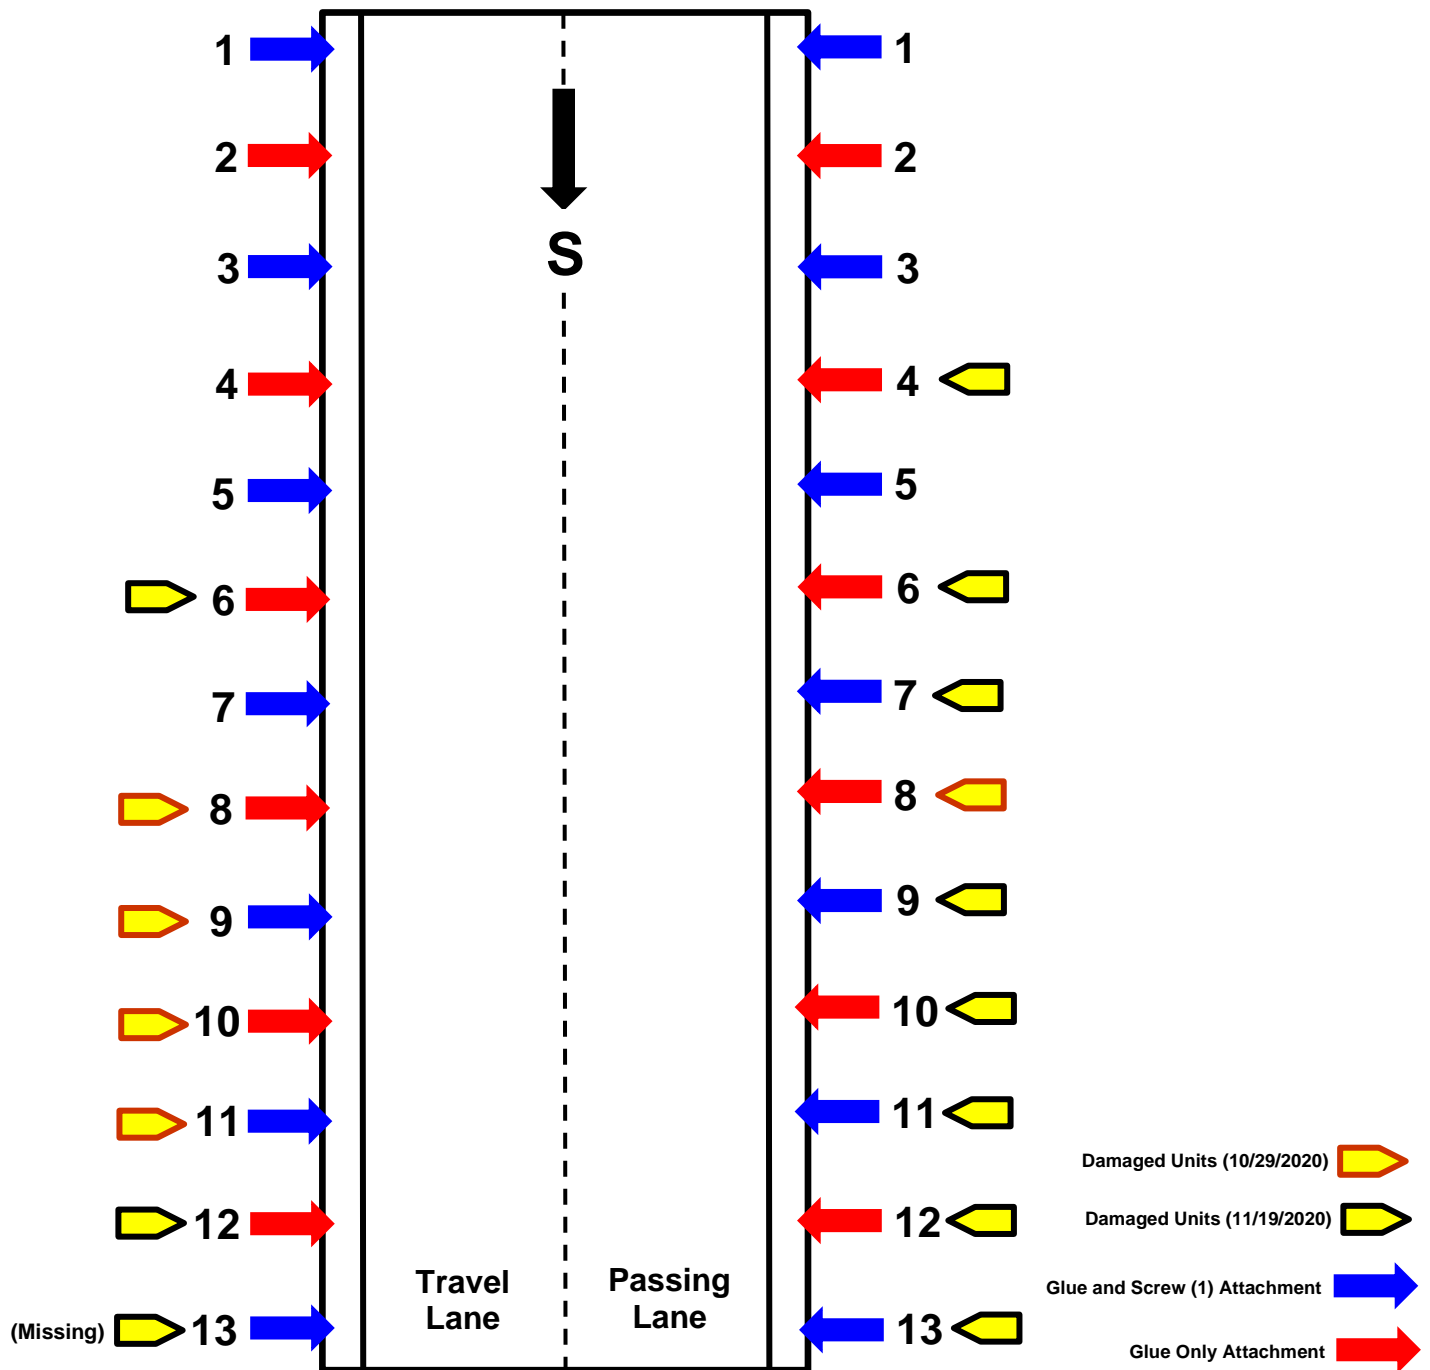 1 1
2 2
S
3 3
4 4
5 5
6 6
7 7
8 8
9 9
10 10
11 11
Damaged Units (10/29/2020)
12 12
Damaged Units (11/19/2020)
Travel
Lane
Passing
Lane
Glue and Screw (1) Attachment
(Missing) 13 13
Glue Only Attachment